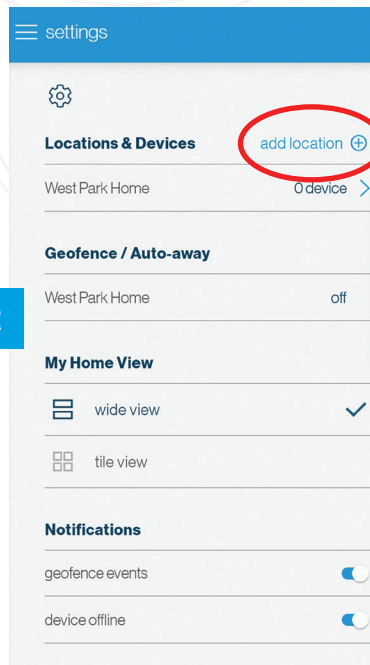 settings
Locations & Devices add location
West Park Home 0 device
Geofence / Auto-away
West Park Home off
My Home View
wide view
tile view
Notifications
geofence events
device offline